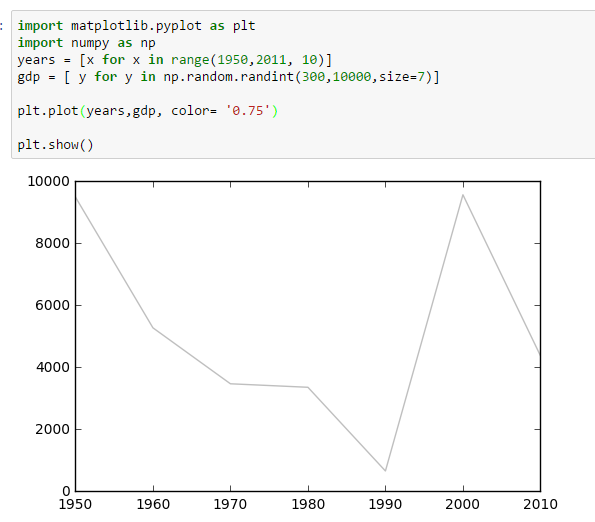 :
import matplotlib.pyplot as plt
import numpy as np
years = [x for x in range(1950,2011, 10)]
gdp = [ y for y in np.random.randint(300,10000,size=7)]
plt.plot(years,gdp, color= '0.75')
plt.show()
10000
8000
6000
4000
2000
0
1950 1960 1970 1980 1990 2000 2010